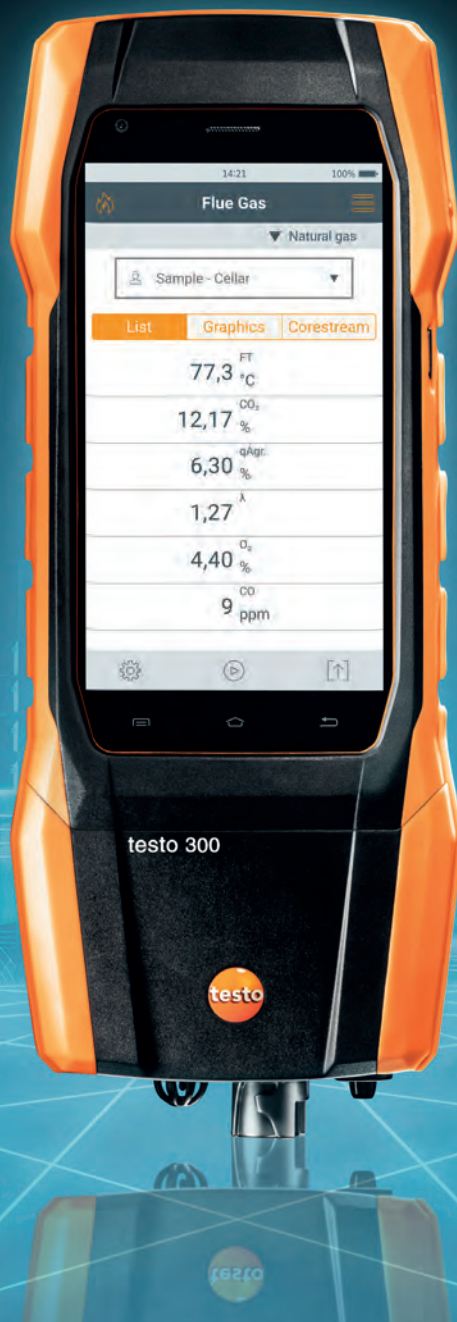 14:21 100%
Flue Gas
▼ Natural gas
Sample - Cellar ▼
List Graphics Corestream
77,3 FT °C
12,17 CO₂ %
6,30 qAgr. %
1,27 λ
4,40 O₂ %
9 CO ppm
testo 300
testo
testo